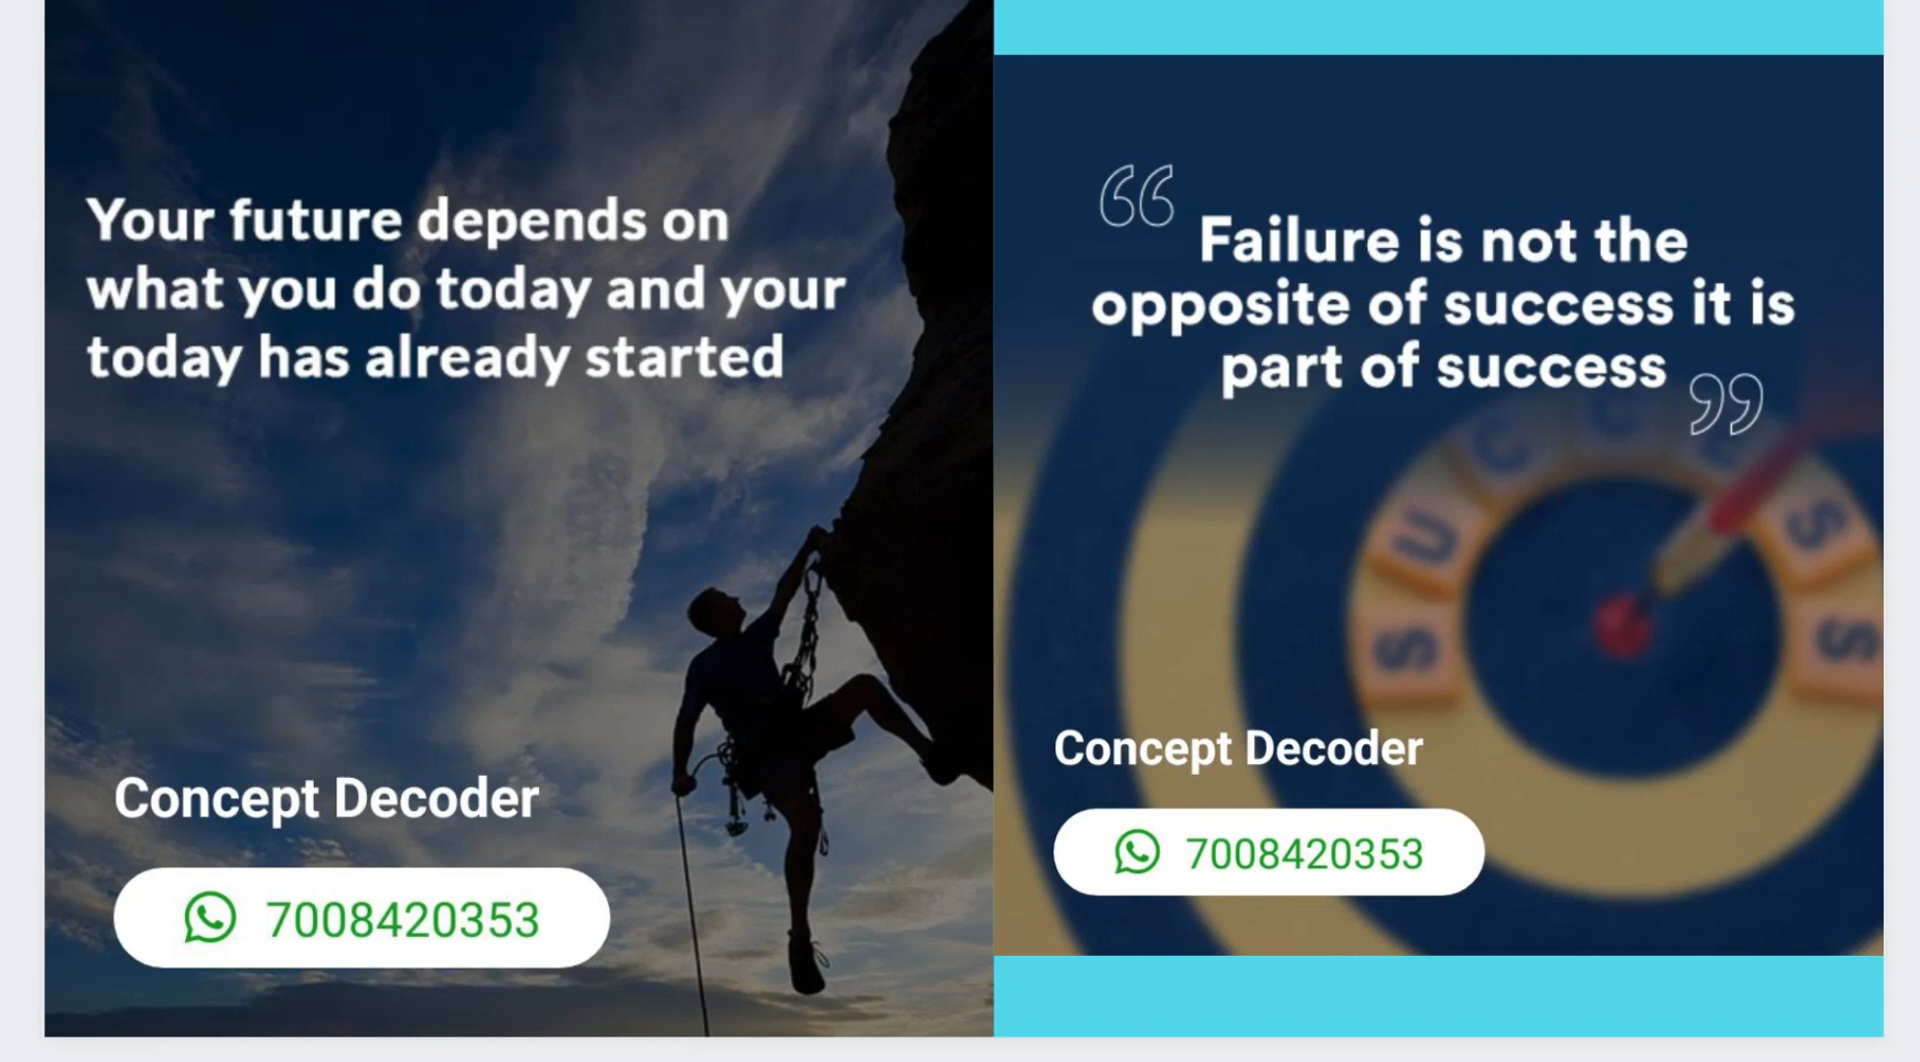 Your future depends on
what you do today and your
today has already started
Concept Decoder
7008420353
“
Failure is not the
opposite of success it is
part of success
”
S U C C E S S
Concept Decoder
7008420353